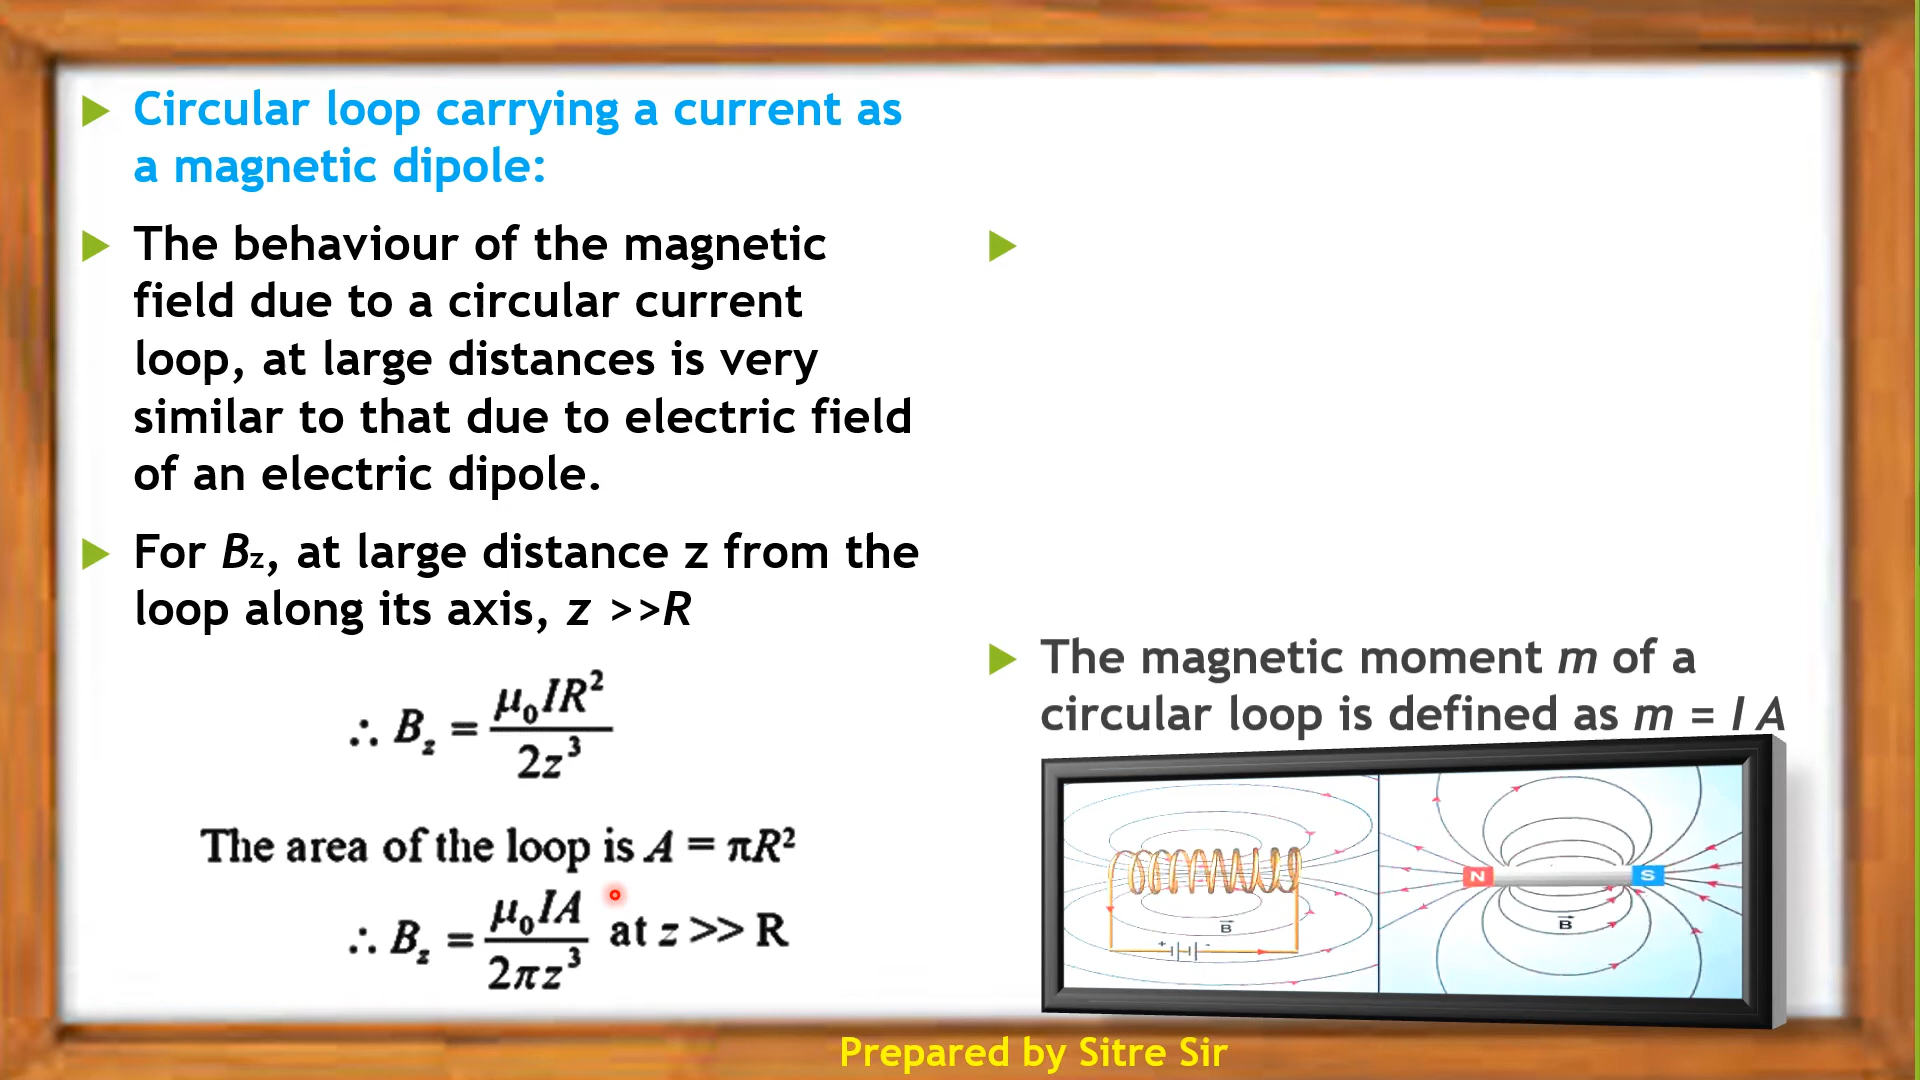 Circular loop carrying a current as
a magnetic dipole:
The behaviour of the magnetic
field due to a circular current
loop, at large distances is very
similar to that due to electric field
of an electric dipole.
For Bz, at large distance z from the
loop along its axis, z >>R
∴ B_z = μ₀IR² / 2z³
The area of the loop is A = πR²
∴ B_z = μ₀IA / 2πz³ at z >> R
The magnetic moment m of a
circular loop is defined as m = I A
B
+ -
N S
B
Prepared by Sitre Sir